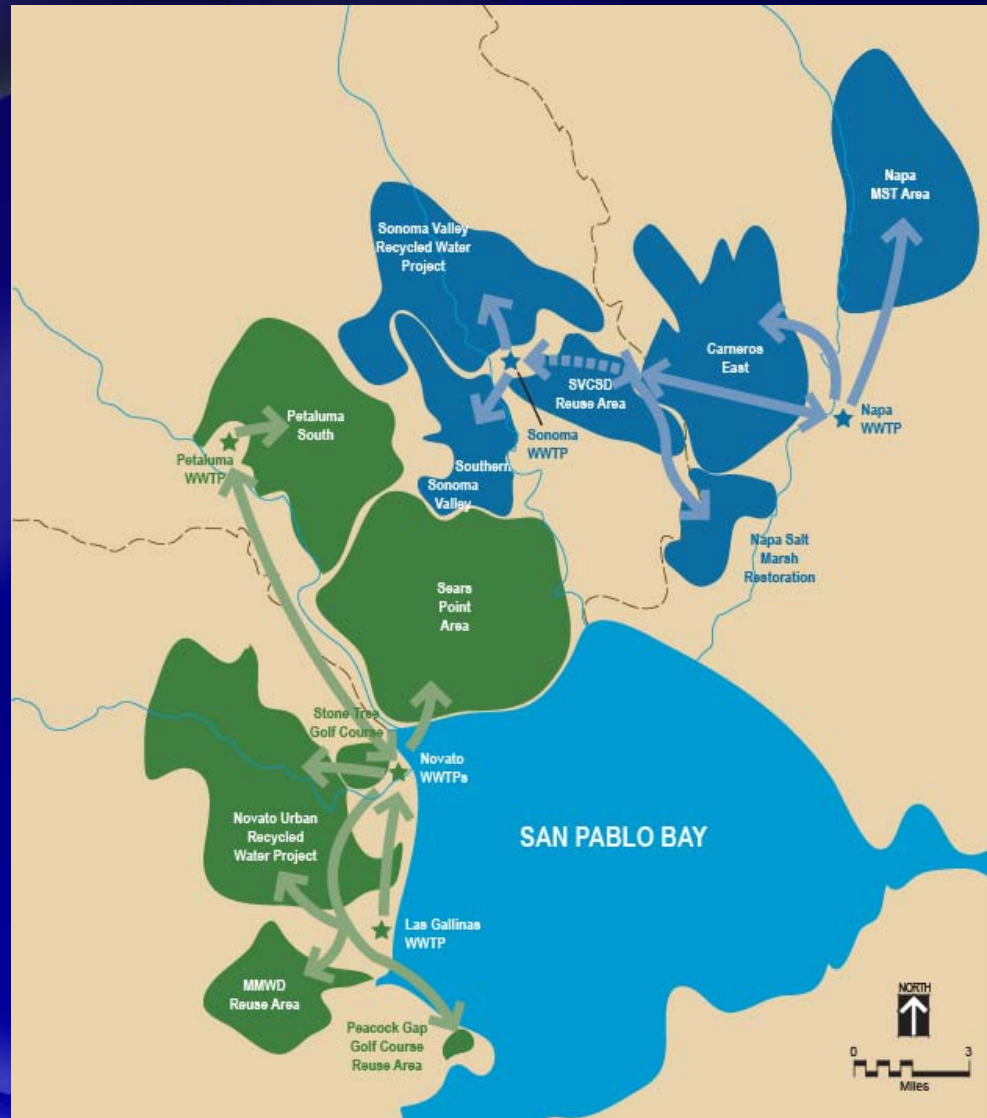 Napa
MST Area
Sonoma Valley
Recycled Water
Project
Carneros
East
SVCSD
Reuse Area
Napa
WWTP
Petaluma
South
Sonoma
WWTP
Petaluma
WWTP
Southern
Sonoma
Valley
Napa Salt
Marsh
Restoration
Sears
Point
Area
Stone Tree
Golf Course
Novato
WWTPs
Novato Urban
Recycled
Water Project
SAN PABLO BAY
Las Gallinas
WWTP
MMWD
Reuse Area
Peacock Gap
Golf Course
Reuse Area
NORTH
0 3
Miles